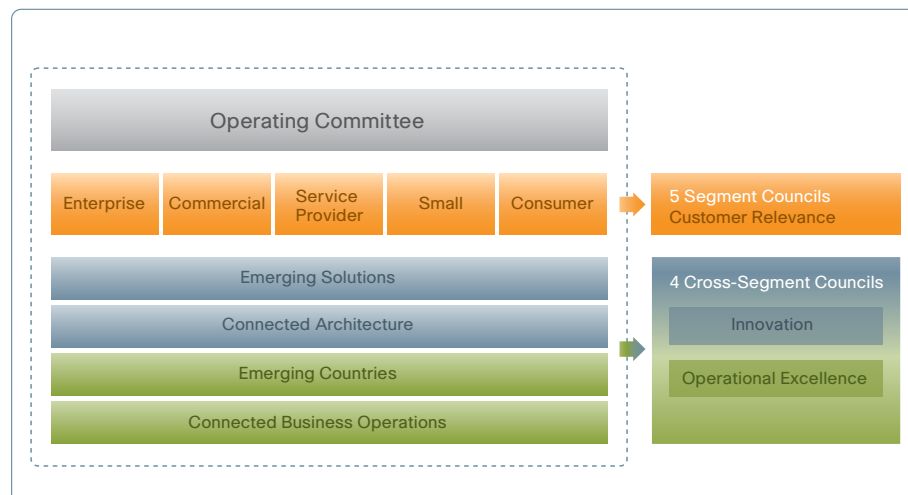 Operating Committee
Enterprise
Commercial
Service
Provider
Small
Consumer
5 Segment Councils
Customer Relevance
Emerging Solutions
Connected Architecture
Emerging Countries
Connected Business Operations
4 Cross-Segment Councils
Innovation
Operational Excellence